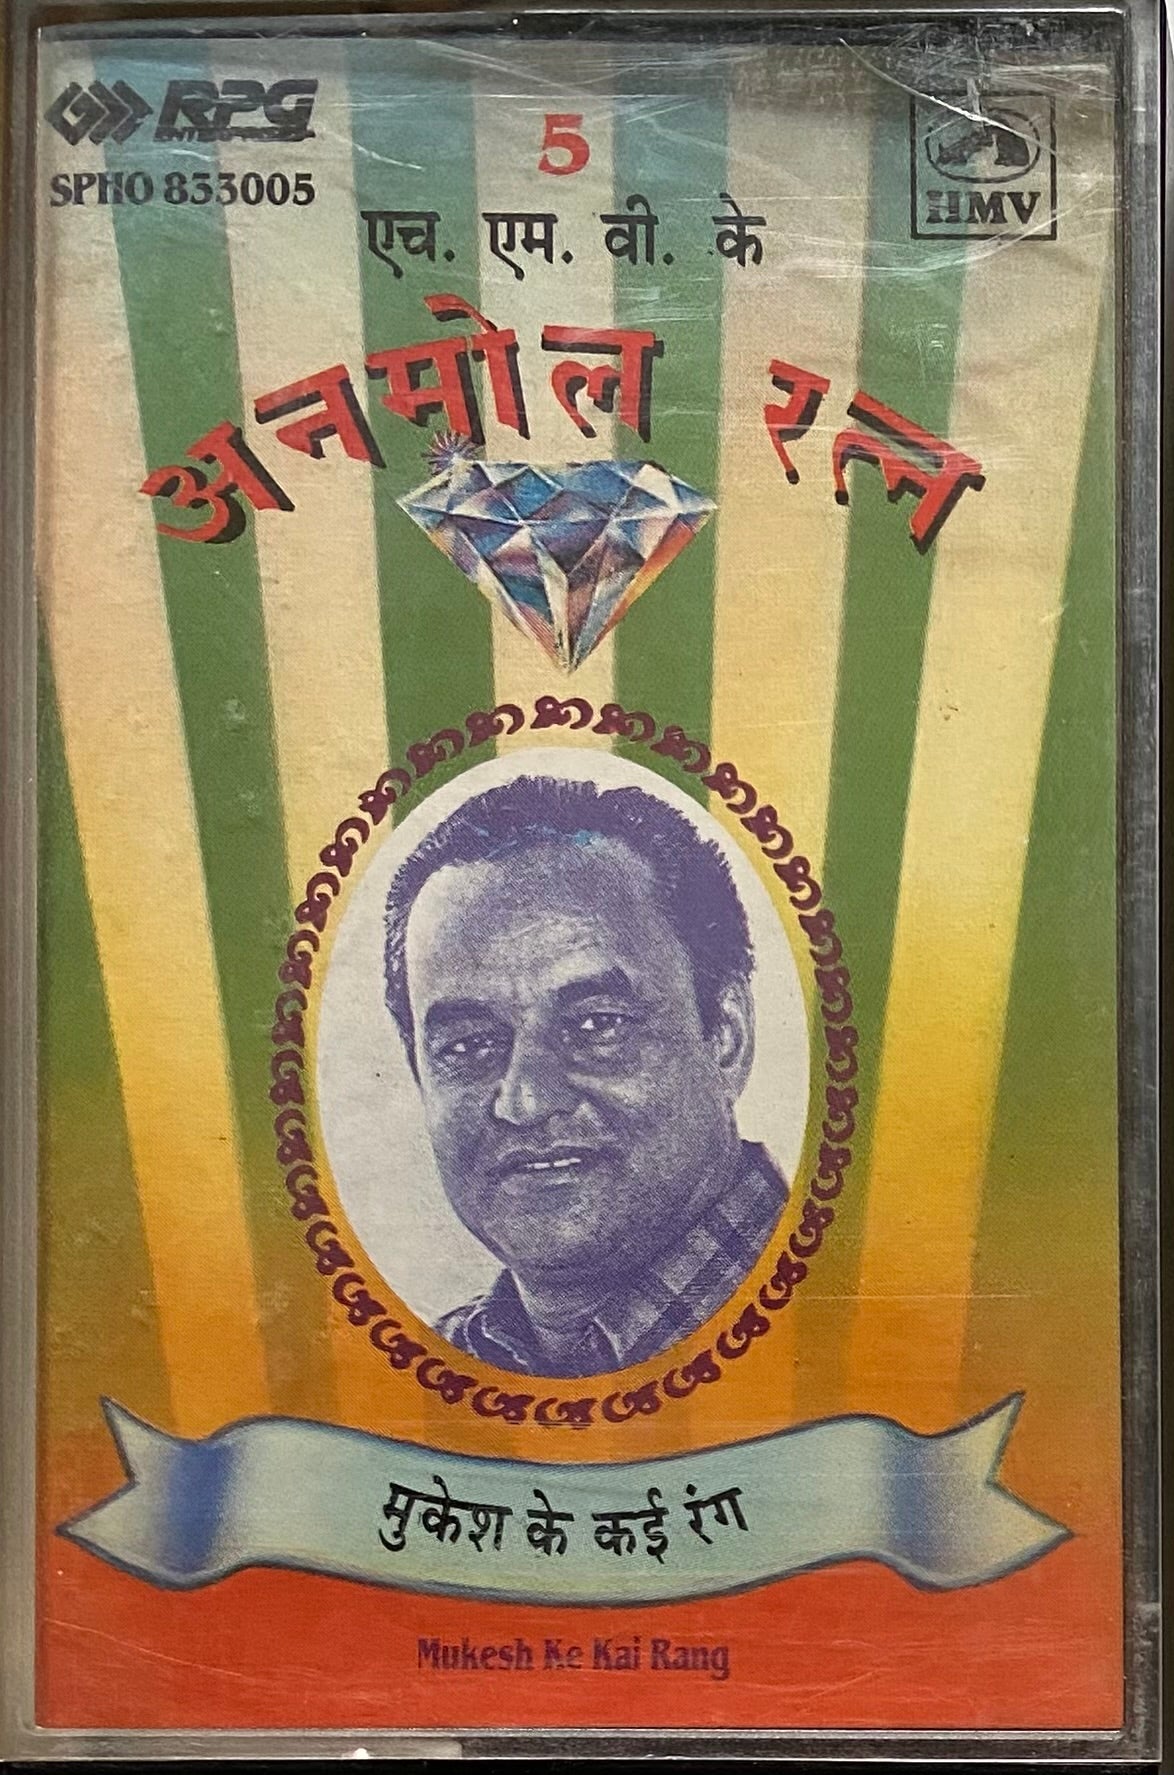 RPG
ENTERPRISES
SPHO 833005
5
HMV
एच. एम. वी. के
अनमोल रत्न
मुकेश के कई रंग
Mukesh Ke Kai Rang